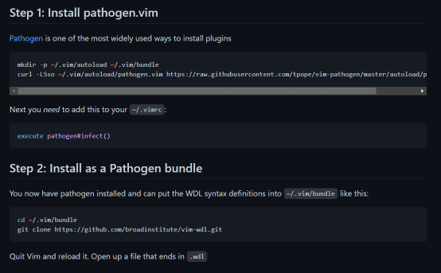 Step 1: Install pathogen.vim
Pathogen is one of the most widely used ways to install plugins
mkdir -p ~/.vim/autoload ~/.vim/bundle
curl -LSso ~/.vim/autoload/pathogen.vim https://raw.githubusercontent.com/tpope/vim-pathogen/master/autoload/p
Next you need to add this to your ~/.vimrc:
execute pathogen#infect()
Step 2: Install as a Pathogen bundle
You now have pathogen installed and can put the WDL syntax definitions into ~/.vim/bundle like this:
cd ~/.vim/bundle
git clone https://github.com/broadinstitute/vim-wdl.git
Quit Vim and reload it. Open up a file that ends in .wdl